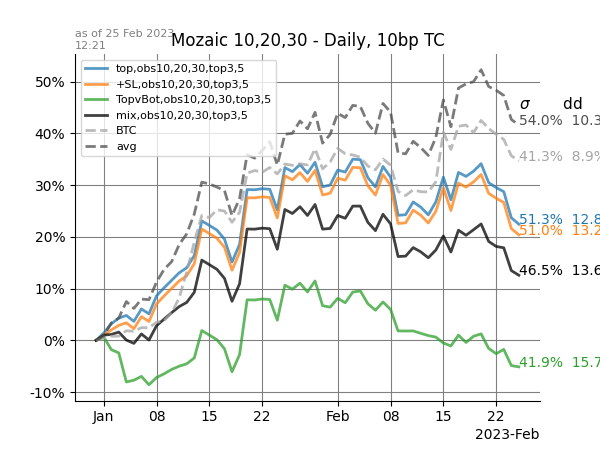 as of 25 Feb 2023
12:21
Mozaic 10,20,30 - Daily, 10bp TC
top,obs10,20,30,top3,5
+SL,obs10,20,30,top3,5
TopvBot,obs10,20,30,top3,5
mix,obs10,20,30,top3,5
BTC
avg
σ dd
54.0% 10.3
41.3% 8.9%
51.3% 12.8
51.0% 13.2
46.5% 13.6
41.9% 15.7
50%
40%
30%
20%
10%
0%
-10%
Jan 08 15 22 Feb 08 15 22
2023-Feb